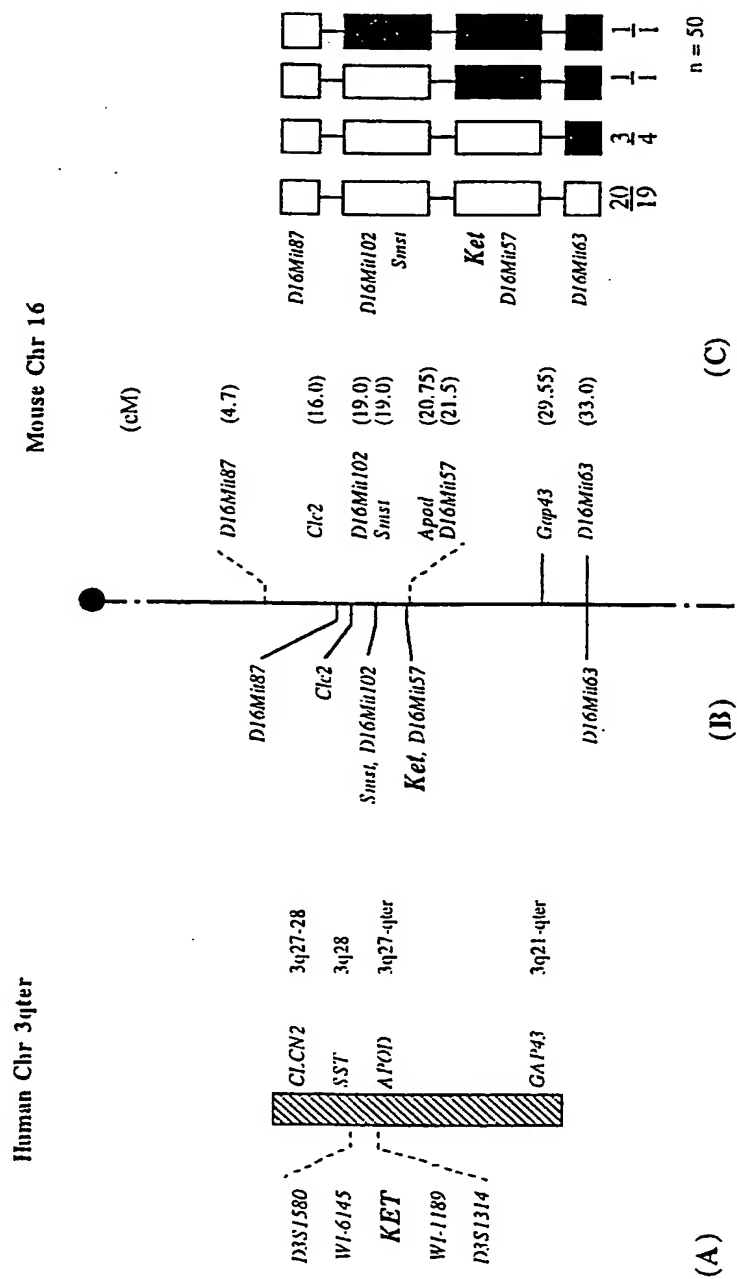 Human Chr 3qter
D3S1580
WI-6145
KET
WI-1189
D3S1314
CLCN2 3q27-28
SST 3q28
APOD 3q27-qter
GAP43 3q21-qter
(A)
Mouse Chr 16
(cM)
D16Mit87
Clc2
Smst, D16Mit102
Ket, D16Mit57
D16Mit63
D16Mit87 (4.7)
Clc2 (16.0)
D16Mit102 (19.0)
Smst (19.0)
Apod (20.75)
D16Mit57 (21.5)
Gap43 (29.55)
D16Mit63 (33.0)
(B)
D16Mit87
D16Mit102
Smst
Ket
D16Mit57
D16Mit63
20 3 1 1
19 4 1 1
n = 50
(C)